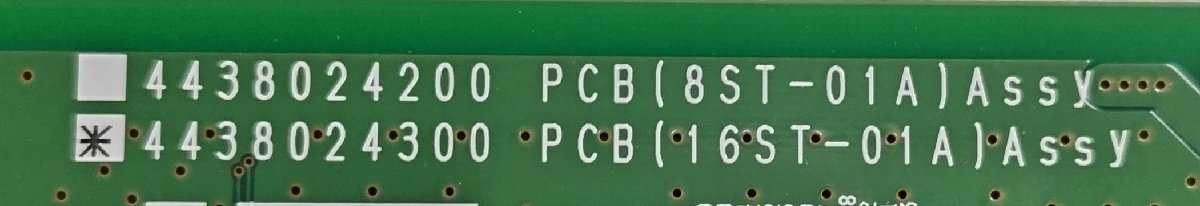 4438024200 PCB(8ST-01A)Assy
4438024300 PCB(16ST-01A)Assy